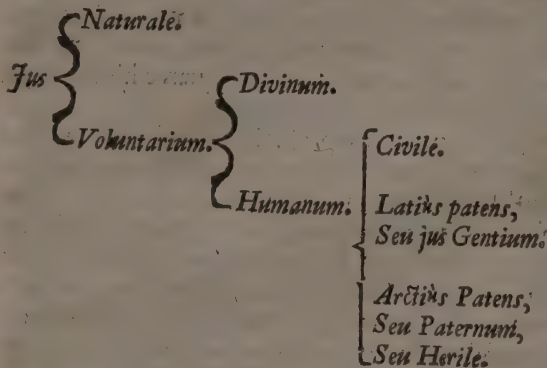 Naturale.
Jus
Voluntarium.
Divinum.
Humanum.
Civile.
Latiùs patens,
Seu jus Gentium.
Arctiùs Patens,
Seu Paternum,
Seu Herile.